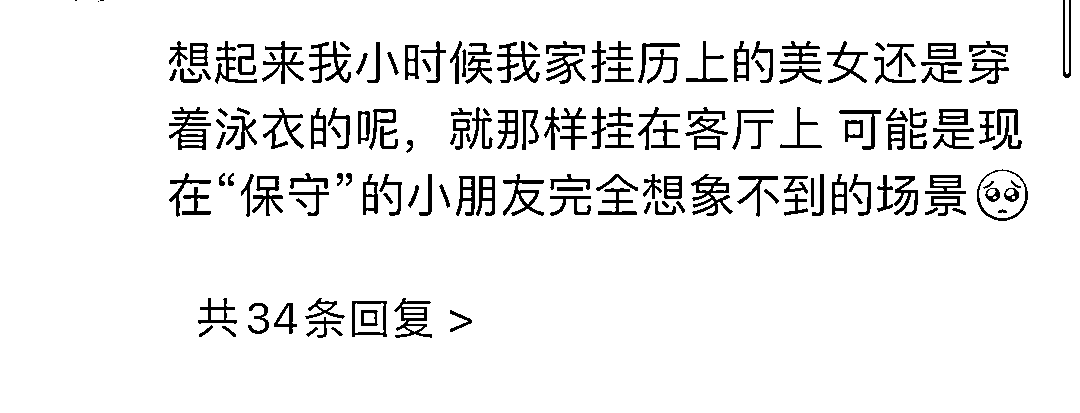 想起来我小时候我家挂历上的美女还是穿
着泳衣的呢，就那样挂在客厅上 可能是现
在“保守”的小朋友完全想象不到的场景🥺
共34条回复 >